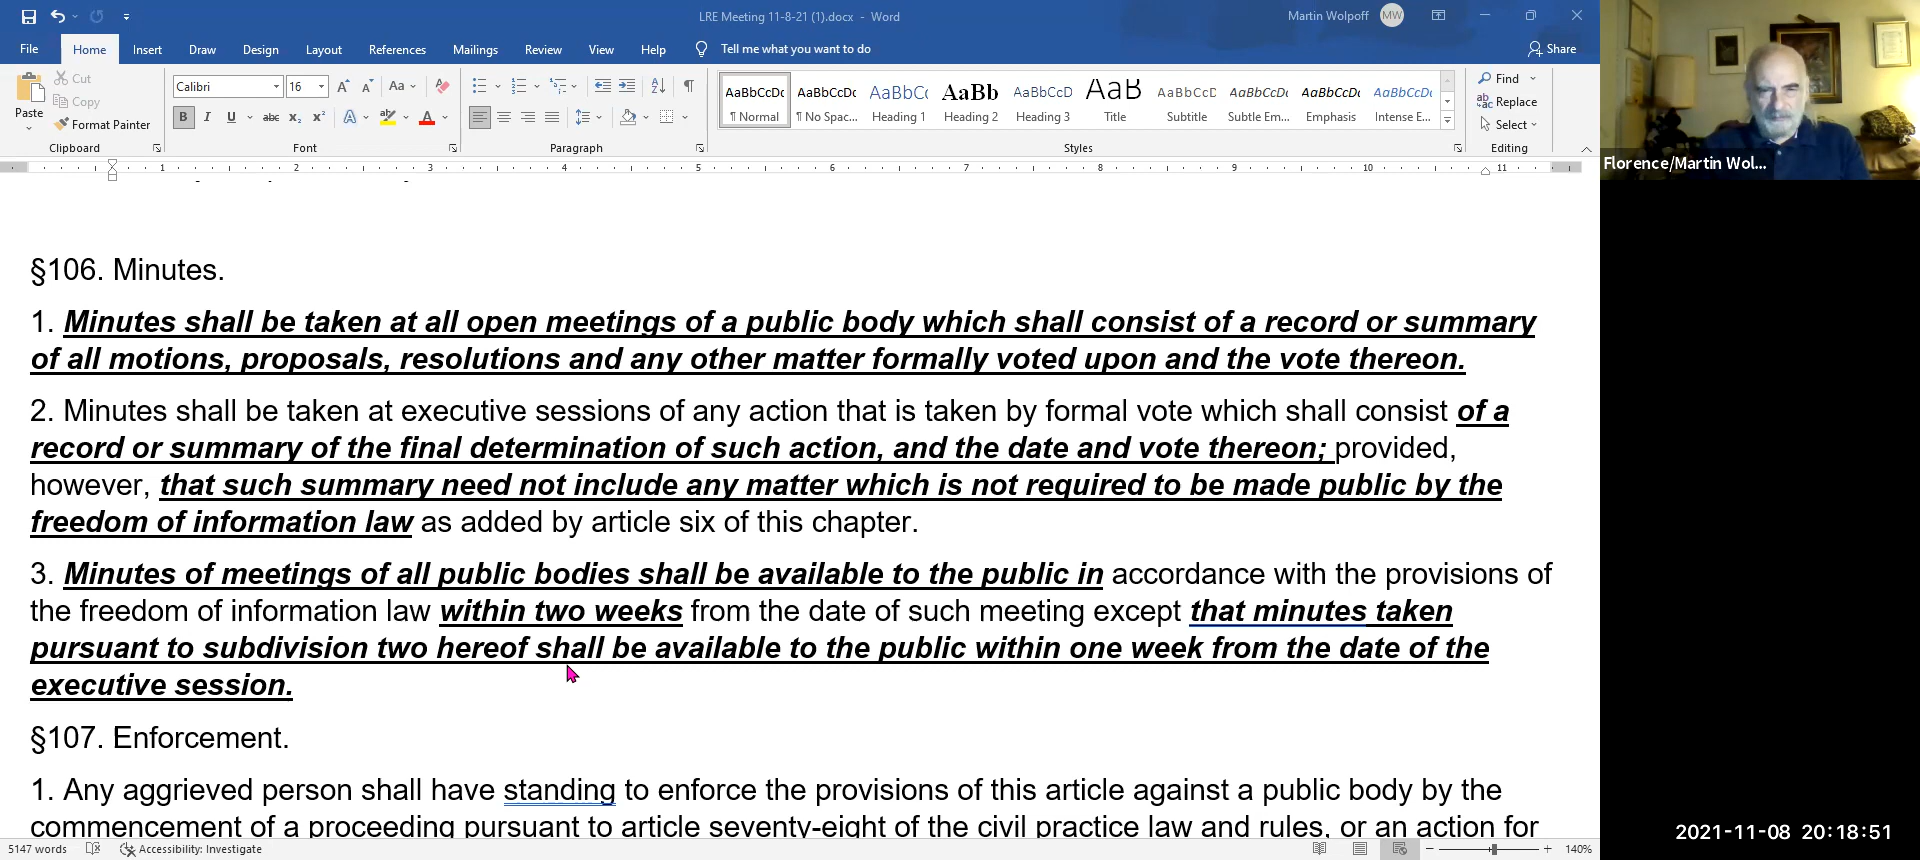 LRE Meeting 11-8-21 (1).docx - Word
Martin Wolpoff MW
File Home Insert Draw Design Layout References Mailings Review View Help Tell me what you want to do Share
Paste Cut Copy Format Painter Clipboard
Calibri 16 Font
Paragraph
AaBbCcDc AaBbCcDc AaBbCc AaBb AaBbCcD AaB AaBbCcD AaBbCcDc AaBbCcDc AaBbCcDc
¶ Normal ¶ No Spac... Heading 1 Heading 2 Heading 3 Title Subtitle Subtle Em... Emphasis Intense E...
Styles
Find Replace Select Editing
1 2 3 4 5 6 7 8 9 10 11
Florence/Martin Wol...
§106. Minutes.
1. Minutes shall be taken at all open meetings of a public body which shall consist of a record or summary
of all motions, proposals, resolutions and any other matter formally voted upon and the vote thereon.
2. Minutes shall be taken at executive sessions of any action that is taken by formal vote which shall consist of a
record or summary of the final determination of such action, and the date and vote thereon; provided,
however, that such summary need not include any matter which is not required to be made public by the
freedom of information law as added by article six of this chapter.
3. Minutes of meetings of all public bodies shall be available to the public in accordance with the provisions of
the freedom of information law within two weeks from the date of such meeting except that minutes taken
pursuant to subdivision two hereof shall be available to the public within one week from the date of the
executive session.
§107. Enforcement.
1. Any aggrieved person shall have standing to enforce the provisions of this article against a public body by the
commencement of a proceeding pursuant to article seventy-eight of the civil practice law and rules, or an action for
5147 words Accessibility: Investigate 140%
2021-11-08 20:18:51